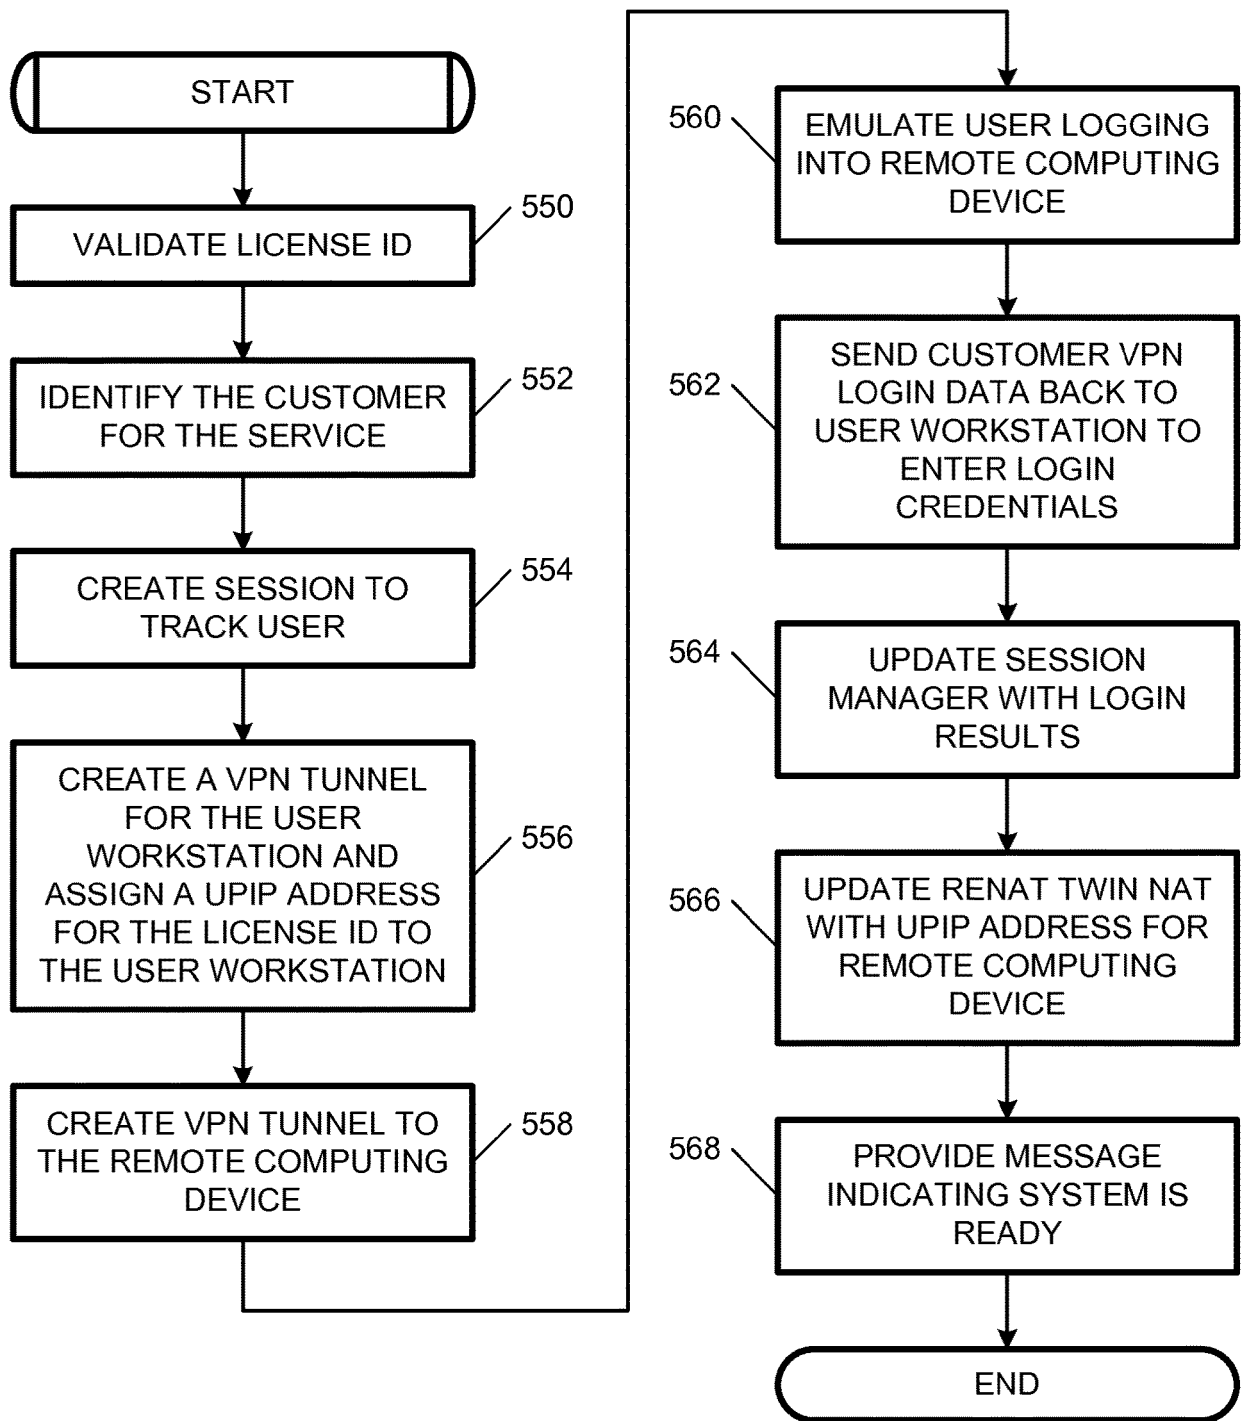 START
550
VALIDATE LICENSE ID
552
IDENTIFY THE CUSTOMER
FOR THE SERVICE
554
CREATE SESSION TO
TRACK USER
556
CREATE A VPN TUNNEL
FOR THE USER
WORKSTATION AND
ASSIGN A UPIP ADDRESS
FOR THE LICENSE ID TO
THE USER WORKSTATION
558
CREATE VPN TUNNEL TO
THE REMOTE COMPUTING
DEVICE
560
EMULATE USER LOGGING
INTO REMOTE COMPUTING
DEVICE
562
SEND CUSTOMER VPN
LOGIN DATA BACK TO
USER WORKSTATION TO
ENTER LOGIN
CREDENTIALS
564
UPDATE SESSION
MANAGER WITH LOGIN
RESULTS
566
UPDATE RENAT TWIN NAT
WITH UPIP ADDRESS FOR
REMOTE COMPUTING
DEVICE
568
PROVIDE MESSAGE
INDICATING SYSTEM IS
READY
END